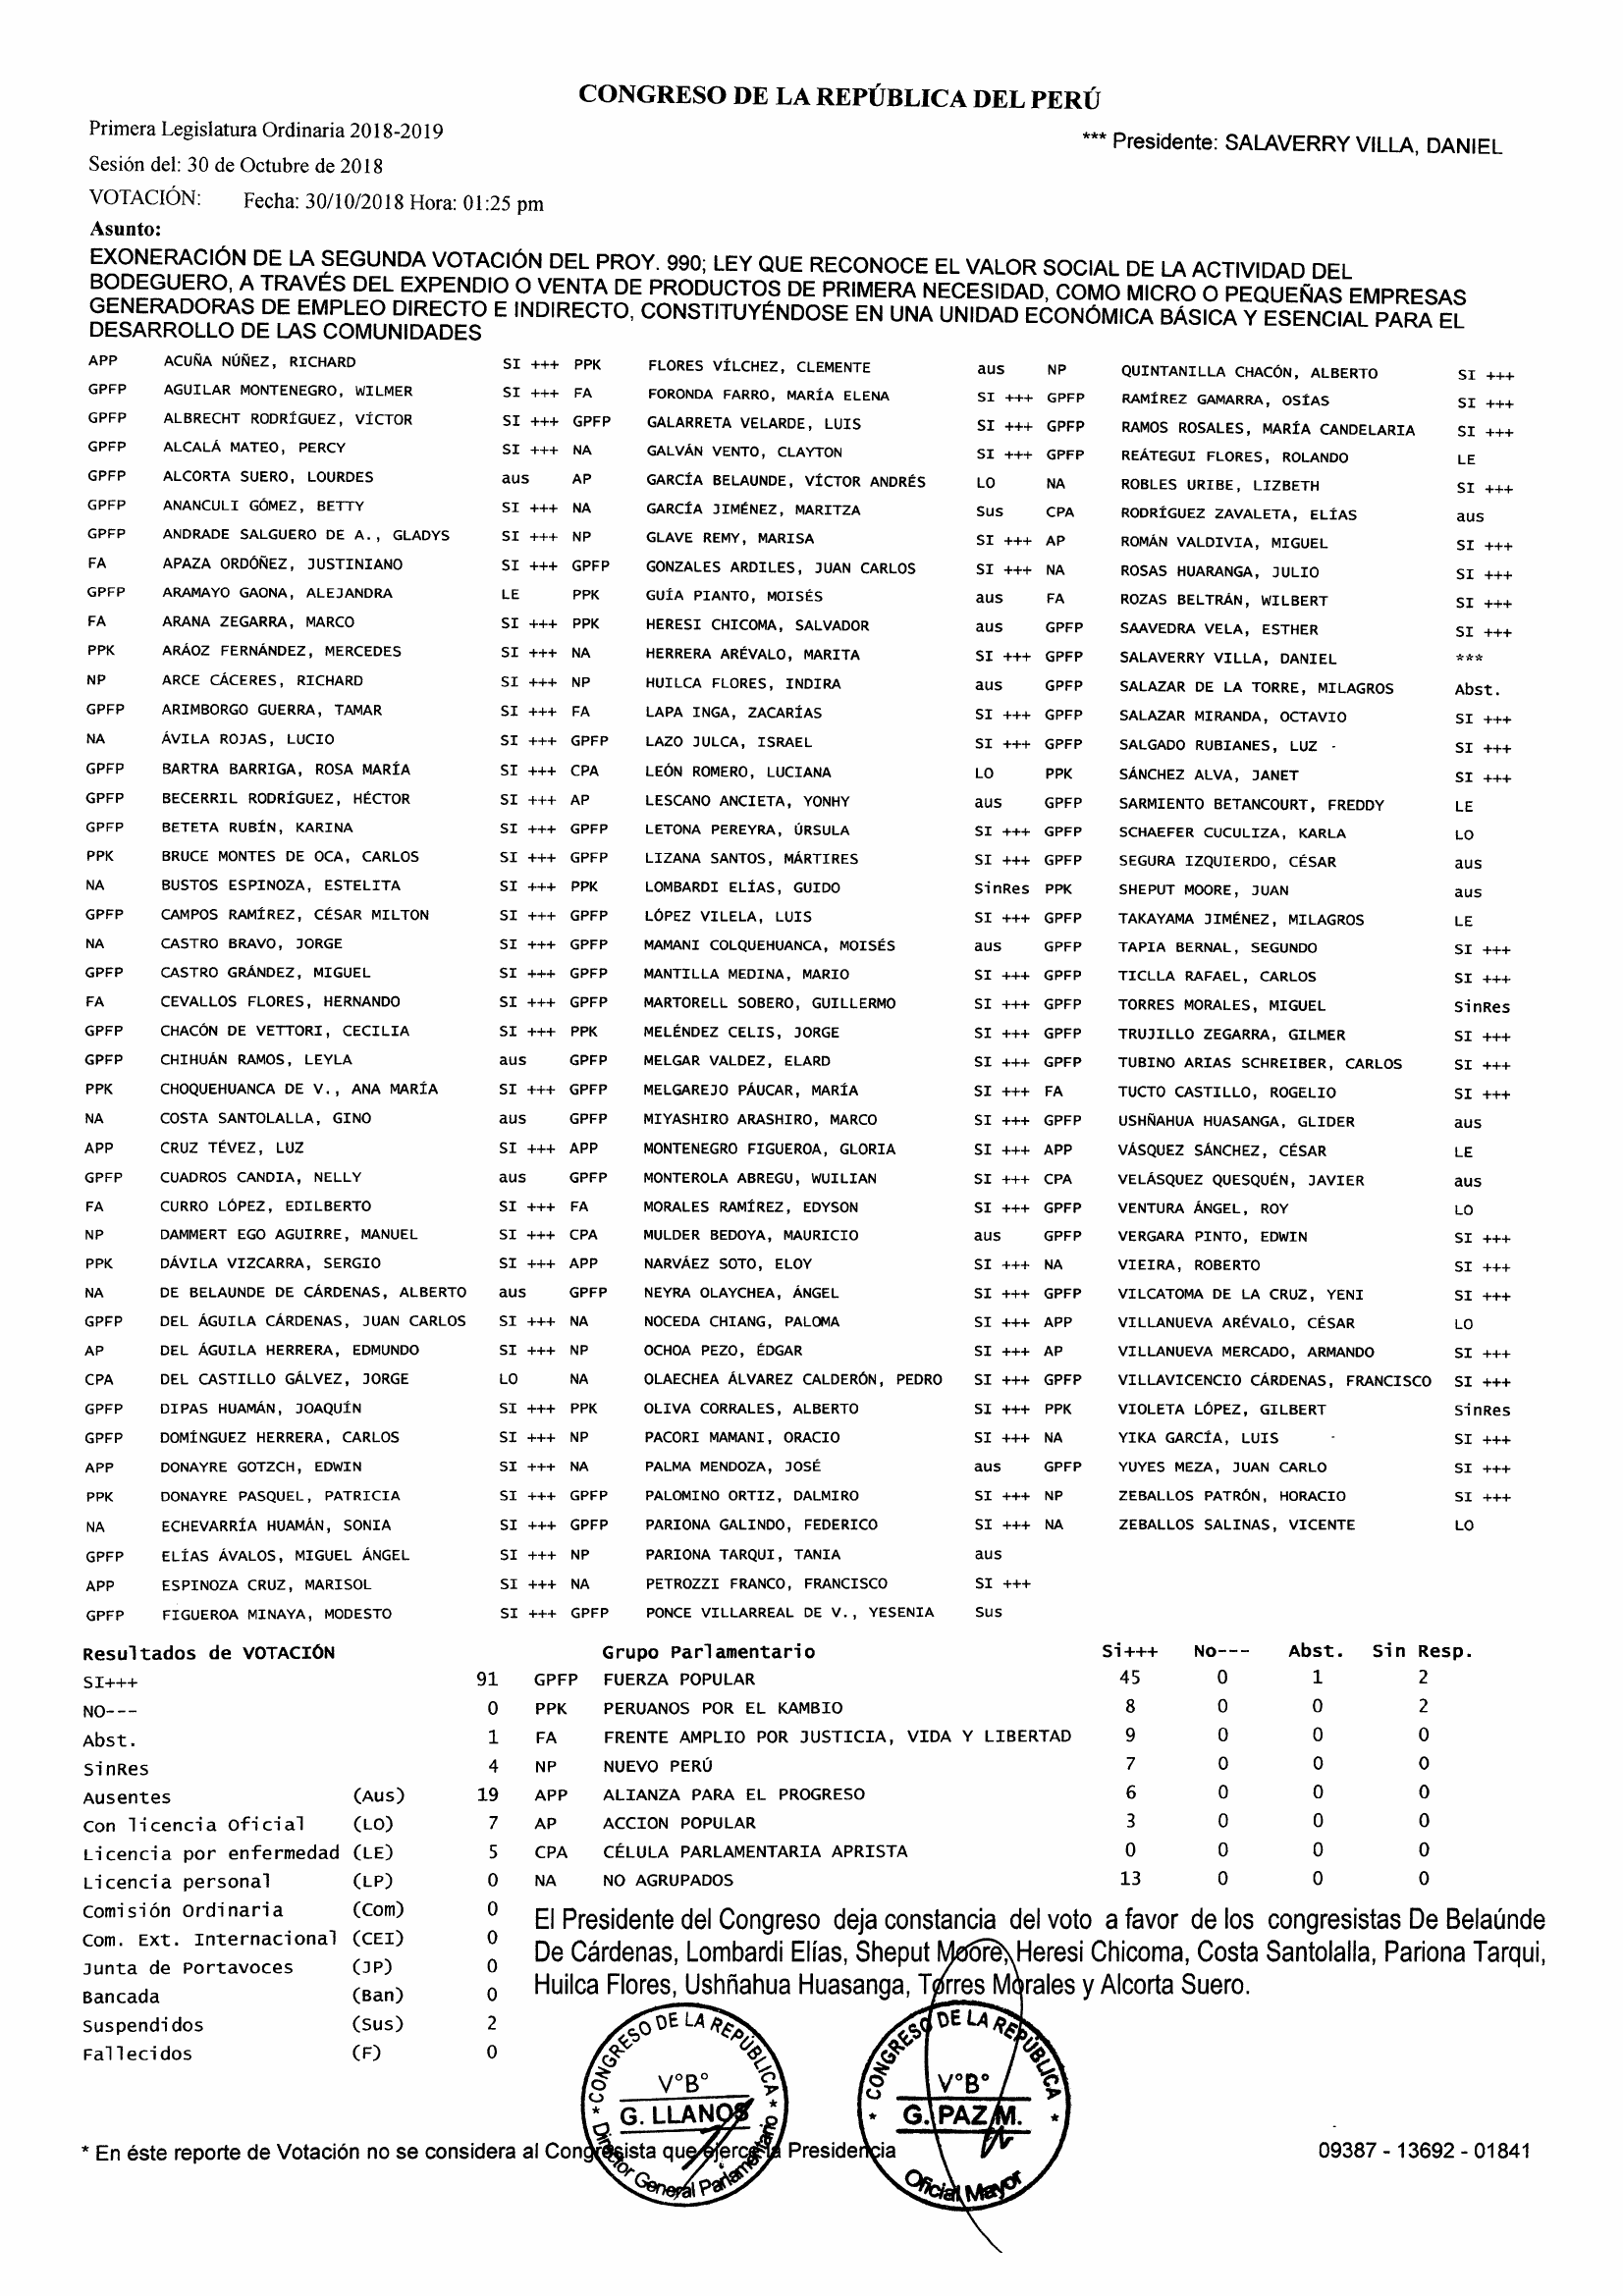 CONGRESO DE LA REPÚBLICA DEL PERÚ
Primera Legislatura Ordinaria 2018-2019
*** Presidente: SALAVERRY VILLA, DANIEL
Sesión del: 30 de Octubre de 2018
VOTACIÓN: Fecha: 30/10/2018 Hora: 01:25 pm
Asunto:
EXONERACIÓN DE LA SEGUNDA VOTACIÓN DEL PROY. 990; LEY QUE RECONOCE EL VALOR SOCIAL DE LA ACTIVIDAD DEL
BODEGUERO, A TRAVÉS DEL EXPENDIO O VENTA DE PRODUCTOS DE PRIMERA NECESIDAD, COMO MICRO O PEQUEÑAS EMPRESAS
GENERADORAS DE EMPLEO DIRECTO E INDIRECTO, CONSTITUYÉNDOSE EN UNA UNIDAD ECONÓMICA BÁSICA Y ESENCIAL PARA EL
DESARROLLO DE LAS COMUNIDADES
APP ACUÑA NÚÑEZ, RICHARD SI +++ PPK FLORES VÍLCHEZ, CLEMENTE aus NP QUINTANILLA CHACÓN, ALBERTO SI +++
GPFP AGUILAR MONTENEGRO, WILMER SI +++ FA FORONDA FARRO, MARÍA ELENA SI +++ GPFP RAMÍREZ GAMARRA, OSÍAS SI +++
GPFP ALBRECHT RODRÍGUEZ, VÍCTOR SI +++ GPFP GALARRETA VELARDE, LUIS SI +++ GPFP RAMOS ROSALES, MARÍA CANDELARIA SI +++
GPFP ALCALÁ MATEO, PERCY SI +++ NA GALVÁN VENTO, CLAYTON SI +++ GPFP REÁTEGUI FLORES, ROLANDO LE
GPFP ALCORTA SUERO, LOURDES aus AP GARCÍA BELAUNDE, VÍCTOR ANDRÉS LO NA ROBLES URIBE, LIZBETH SI +++
GPFP ANANCULI GÓMEZ, BETTY SI +++ NA GARCÍA JIMÉNEZ, MARITZA Sus CPA RODRÍGUEZ ZAVALETA, ELÍAS aus
GPFP ANDRADE SALGUERO DE A., GLADYS SI +++ NP GLAVE REMY, MARISA SI +++ AP ROMÁN VALDIVIA, MIGUEL SI +++
FA APAZA ORDÓÑEZ, JUSTINIANO SI +++ GPFP GONZALES ARDILES, JUAN CARLOS SI +++ NA ROSAS HUARANGA, JULIO SI +++
GPFP ARAMAYO GAONA, ALEJANDRA LE PPK GUÍA PIANTO, MOISÉS aus FA ROZAS BELTRÁN, WILBERT SI +++
FA ARANA ZEGARRA, MARCO SI +++ PPK HERESI CHICOMA, SALVADOR aus GPFP SAAVEDRA VELA, ESTHER SI +++
PPK ARÁOZ FERNÁNDEZ, MERCEDES SI +++ NA HERRERA ARÉVALO, MARITA SI +++ GPFP SALAVERRY VILLA, DANIEL ***
NP ARCE CÁCERES, RICHARD SI +++ NP HUILCA FLORES, INDIRA aus GPFP SALAZAR DE LA TORRE, MILAGROS Abst.
GPFP ARIMBORGO GUERRA, TAMAR SI +++ FA LAPA INGA, ZACARÍAS SI +++ GPFP SALAZAR MIRANDA, OCTAVIO SI +++
NA ÁVILA ROJAS, LUCIO SI +++ GPFP LAZO JULCA, ISRAEL SI +++ GPFP SALGADO RUBIANES, LUZ SI +++
GPFP BARTRA BARRIGA, ROSA MARÍA SI +++ CPA LEÓN ROMERO, LUCIANA LO PPK SÁNCHEZ ALVA, JANET SI +++
GPFP BECERRIL RODRÍGUEZ, HÉCTOR SI +++ AP LESCANO ANCIETA, YONHY aus GPFP SARMIENTO BETANCOURT, FREDDY LE
GPFP BETETA RUBÍN, KARINA SI +++ GPFP LETONA PEREYRA, ÚRSULA SI +++ GPFP SCHAEFER CUCULIZA, KARLA LO
PPK BRUCE MONTES DE OCA, CARLOS SI +++ GPFP LIZANA SANTOS, MÁRTIRES SI +++ GPFP SEGURA IZQUIERDO, CÉSAR aus
NA BUSTOS ESPINOZA, ESTELITA SI +++ PPK LOMBARDI ELÍAS, GUIDO SinRes PPK SHEPUT MOORE, JUAN aus
GPFP CAMPOS RAMÍREZ, CÉSAR MILTON SI +++ GPFP LÓPEZ VILELA, LUIS SI +++ GPFP TAKAYAMA JIMÉNEZ, MILAGROS LE
NA CASTRO BRAVO, JORGE SI +++ GPFP MAMANI COLQUEHUANCA, MOISÉS aus GPFP TAPIA BERNAL, SEGUNDO SI +++
GPFP CASTRO GRÁNDEZ, MIGUEL SI +++ GPFP MANTILLA MEDINA, MARIO SI +++ GPFP TICLLA RAFAEL, CARLOS SI +++
FA CEVALLOS FLORES, HERNANDO SI +++ GPFP MARTORELL SOBERO, GUILLERMO SI +++ GPFP TORRES MORALES, MIGUEL SinRes
GPFP CHACÓN DE VETTORI, CECILIA SI +++ PPK MELÉNDEZ CELIS, JORGE SI +++ GPFP TRUJILLO ZEGARRA, GILMER SI +++
GPFP CHIHUÁN RAMOS, LEYLA aus GPFP MELGAR VALDEZ, ELARD SI +++ GPFP TUBINO ARIAS SCHREIBER, CARLOS SI +++
PPK CHOQUEHUANCA DE V., ANA MARÍA SI +++ GPFP MELGAREJO PÁUCAR, MARÍA SI +++ FA TUCTO CASTILLO, ROGELIO SI +++
NA COSTA SANTOLALLA, GINO aus GPFP MIYASHIRO ARASHIRO, MARCO SI +++ GPFP USHÑAHUA HUASANGA, GLIDER aus
APP CRUZ TÉVEZ, LUZ SI +++ APP MONTENEGRO FIGUEROA, GLORIA SI +++ APP VÁSQUEZ SÁNCHEZ, CÉSAR LE
GPFP CUADROS CANDIA, NELLY aus GPFP MONTEROLA ABREGU, WUILIAN SI +++ CPA VELÁSQUEZ QUESQUÉN, JAVIER aus
FA CURRO LÓPEZ, EDILBERTO SI +++ FA MORALES RAMÍREZ, EDYSON SI +++ GPFP VENTURA ÁNGEL, ROY LO
NP DAMMERT EGO AGUIRRE, MANUEL SI +++ CPA MULDER BEDOYA, MAURICIO aus GPFP VERGARA PINTO, EDWIN SI +++
PPK DÁVILA VIZCARRA, SERGIO SI +++ APP NARVÁEZ SOTO, ELOY SI +++ NA VIEIRA, ROBERTO SI +++
NA DE BELAUNDE DE CÁRDENAS, ALBERTO aus GPFP NEYRA OLAYCHEA, ÁNGEL SI +++ GPFP VILCATOMA DE LA CRUZ, YENI SI +++
GPFP DEL ÁGUILA CÁRDENAS, JUAN CARLOS SI +++ NA NOCEDA CHIANG, PALOMA SI +++ APP VILLANUEVA ARÉVALO, CÉSAR LO
AP DEL ÁGUILA HERRERA, EDMUNDO SI +++ NP OCHOA PEZO, ÉDGAR SI +++ AP VILLANUEVA MERCADO, ARMANDO SI +++
CPA DEL CASTILLO GÁLVEZ, JORGE LO NA OLAECHEA ÁLVAREZ CALDERÓN, PEDRO SI +++ GPFP VILLAVICENCIO CÁRDENAS, FRANCISCO SI +++
GPFP DIPAS HUAMÁN, JOAQUÍN SI +++ PPK OLIVA CORRALES, ALBERTO SI +++ PPK VIOLETA LÓPEZ, GILBERT SinRes
GPFP DOMÍNGUEZ HERRERA, CARLOS SI +++ NP PACORI MAMANI, ORACIO SI +++ NA YIKA GARCÍA, LUIS SI +++
APP DONAYRE GOTZCH, EDWIN SI +++ NA PALMA MENDOZA, JOSÉ aus GPFP YUYES MEZA, JUAN CARLO SI +++
PPK DONAYRE PASQUEL, PATRICIA SI +++ GPFP PALOMINO ORTIZ, DALMIRO SI +++ NP ZEBALLOS PATRÓN, HORACIO SI +++
NA ECHEVARRÍA HUAMÁN, SONIA SI +++ GPFP PARIONA GALINDO, FEDERICO SI +++ NA ZEBALLOS SALINAS, VICENTE LO
GPFP ELÍAS ÁVALOS, MIGUEL ÁNGEL SI +++ NP PARIONA TARQUI, TANIA aus
APP ESPINOZA CRUZ, MARISOL SI +++ NA PETROZZI FRANCO, FRANCISCO SI +++
GPFP FIGUEROA MINAYA, MODESTO SI +++ GPFP PONCE VILLARREAL DE V., YESENIA Sus
Resultados de VOTACIÓN Grupo Parlamentario Si+++ No--- Abst. Sin Resp.
SI+++ 91 GPFP FUERZA POPULAR 45 0 1 2
NO--- 0 PPK PERUANOS POR EL KAMBIO 8 0 0 2
Abst. 1 FA FRENTE AMPLIO POR JUSTICIA, VIDA Y LIBERTAD 9 0 0 0
SinRes 4 NP NUEVO PERÚ 7 0 0 0
Ausentes (Aus) 19 APP ALIANZA PARA EL PROGRESO 6 0 0 0
Con licencia Oficial (LO) 7 AP ACCION POPULAR 3 0 0 0
Licencia por enfermedad (LE) 5 CPA CÉLULA PARLAMENTARIA APRISTA 0 0 0 0
Licencia personal (LP) 0 NA NO AGRUPADOS 13 0 0 0
Comisión Ordinaria (Com) 0
Com. Ext. Internacional (CEI) 0
Junta de Portavoces (JP) 0
Bancada (Ban) 0
Suspendidos (Sus) 2
Fallecidos (F) 0
El Presidente del Congreso deja constancia del voto a favor de los congresistas De Belaúnde
De Cárdenas, Lombardi Elías, Sheput Moore, Heresi Chicoma, Costa Santolalla, Pariona Tarqui,
Huilca Flores, Ushñahua Huasanga, Torres Morales y Alcorta Suero.
* CONGRESO DE LA REPÚBLICA *
V°B°
G. LLANOS
Director General Parlamentario
* CONGRESO DE LA REPÚBLICA *
V°B°
G. PAZ M.
Oficial Mayor
* En éste reporte de Votación no se considera al Congresista que ejerce la Presidencia
09387 - 13692 - 01841